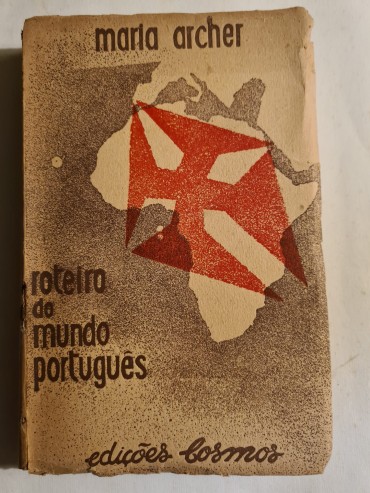 maria archer
roteiro
do
mundo
português
edições cosmos